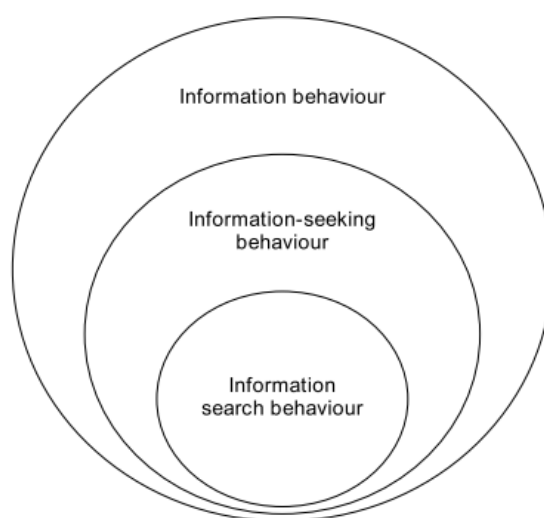 Information behaviour
Information-seeking
behaviour
Information
search behaviour